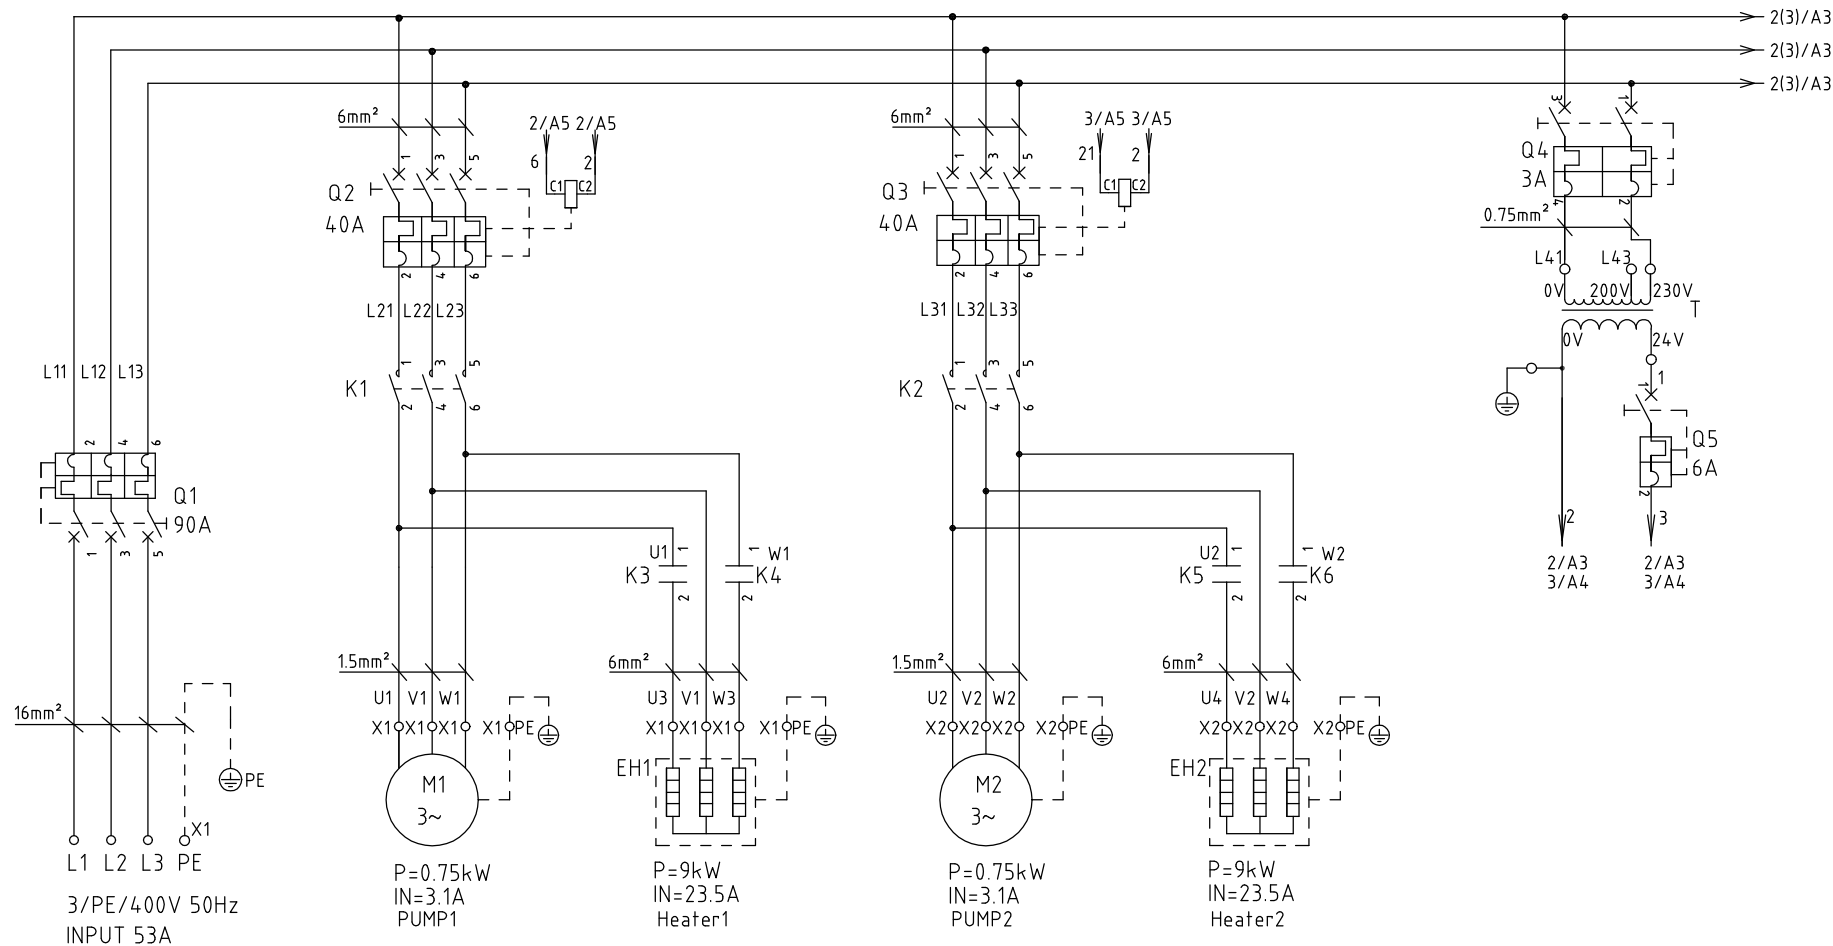 2(3)/A3
2(3)/A3
2(3)/A3
L11 L12 L13
2 4 6
Q1
90A
1 3 5
16mm²
PE
X1
L1 L2 L3 PE
3/PE/400V 50Hz
INPUT 53A
6mm²
2/A5 2/A5
6 2
C1 C2
1 3 5
Q2
40A
2 4 6
L21 L22 L23
1 3 5
K1
2 4 6
U1 1 1 W1
K3 K4
2 2
1.5mm²
6mm²
U1 V1 W1
U3 V1 W3
X1 X1 X1 X1 PE
X1 X1 X1 X1 PE
M1
3~
EH1
P=0.75kW
IN=3.1A
PUMP1
P=9kW
IN=23.5A
Heater1
6mm²
3/A5 3/A5
21 2
C1 C2
1 3 5
Q3
40A
2 4 6
L31 L32 L33
1 3 5
K2
2 4 6
U2 1 1 W2
K5 K6
2 2
1.5mm²
6mm²
U2 V2 W2
U4 V2 W4
X2 X2 X2 X2 PE
X2 X2 X2 X2 PE
M2
3~
EH2
P=0.75kW
IN=3.1A
PUMP2
P=9kW
IN=23.5A
Heater2
3 1
Q4
3A
4 2
0.75mm²
L41 L43
0V 200V 230V
T
0V 24V
1
1
Q5
6A
2
2 3
2/A3 2/A3
3/A4 3/A4